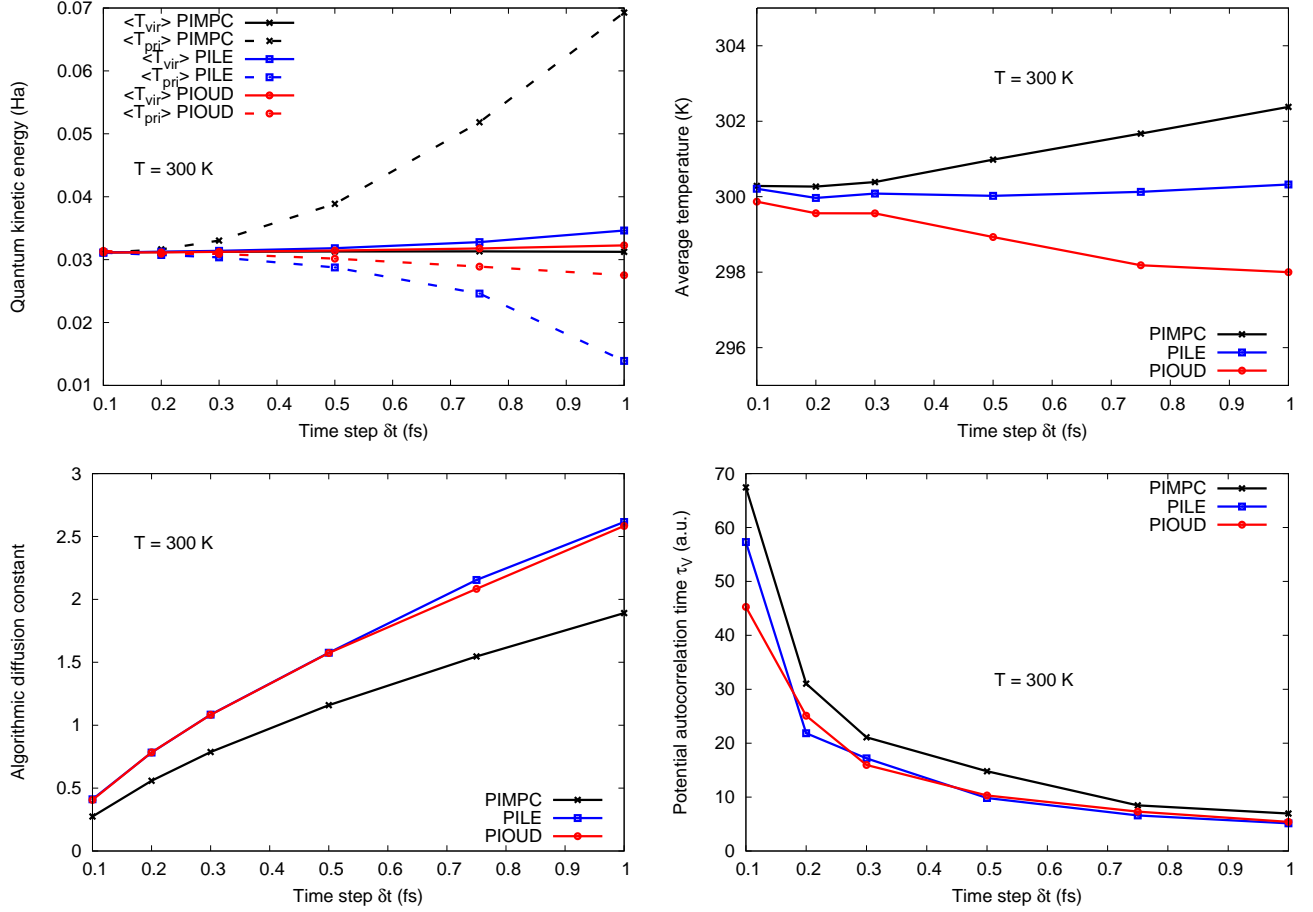 0.07
0.06
0.05
0.04
0.03
0.02
0.01
Quantum kinetic energy (Ha)
<T_vir> PIMPC
<T_pri> PIMPC
<T_vir> PILE
<T_pri> PILE
<T_vir> PIOUD
<T_pri> PIOUD
T = 300 K
0.1 0.2 0.3 0.4 0.5 0.6 0.7 0.8 0.9 1
Time step δt (fs)
304
302
300
298
296
Average temperature (K)
T = 300 K
PIMPC
PILE
PIOUD
0.1 0.2 0.3 0.4 0.5 0.6 0.7 0.8 0.9 1
Time step δt (fs)
3
2.5
2
1.5
1
0.5
0
Algorithmic diffusion constant
T = 300 K
PIMPC
PILE
PIOUD
0.1 0.2 0.3 0.4 0.5 0.6 0.7 0.8 0.9 1
Time step δt (fs)
70
60
50
40
30
20
10
0
Potential autocorrelation time τ_V (a.u.)
PIMPC
PILE
PIOUD
T = 300 K
0.1 0.2 0.3 0.4 0.5 0.6 0.7 0.8 0.9 1
Time step δt (fs)